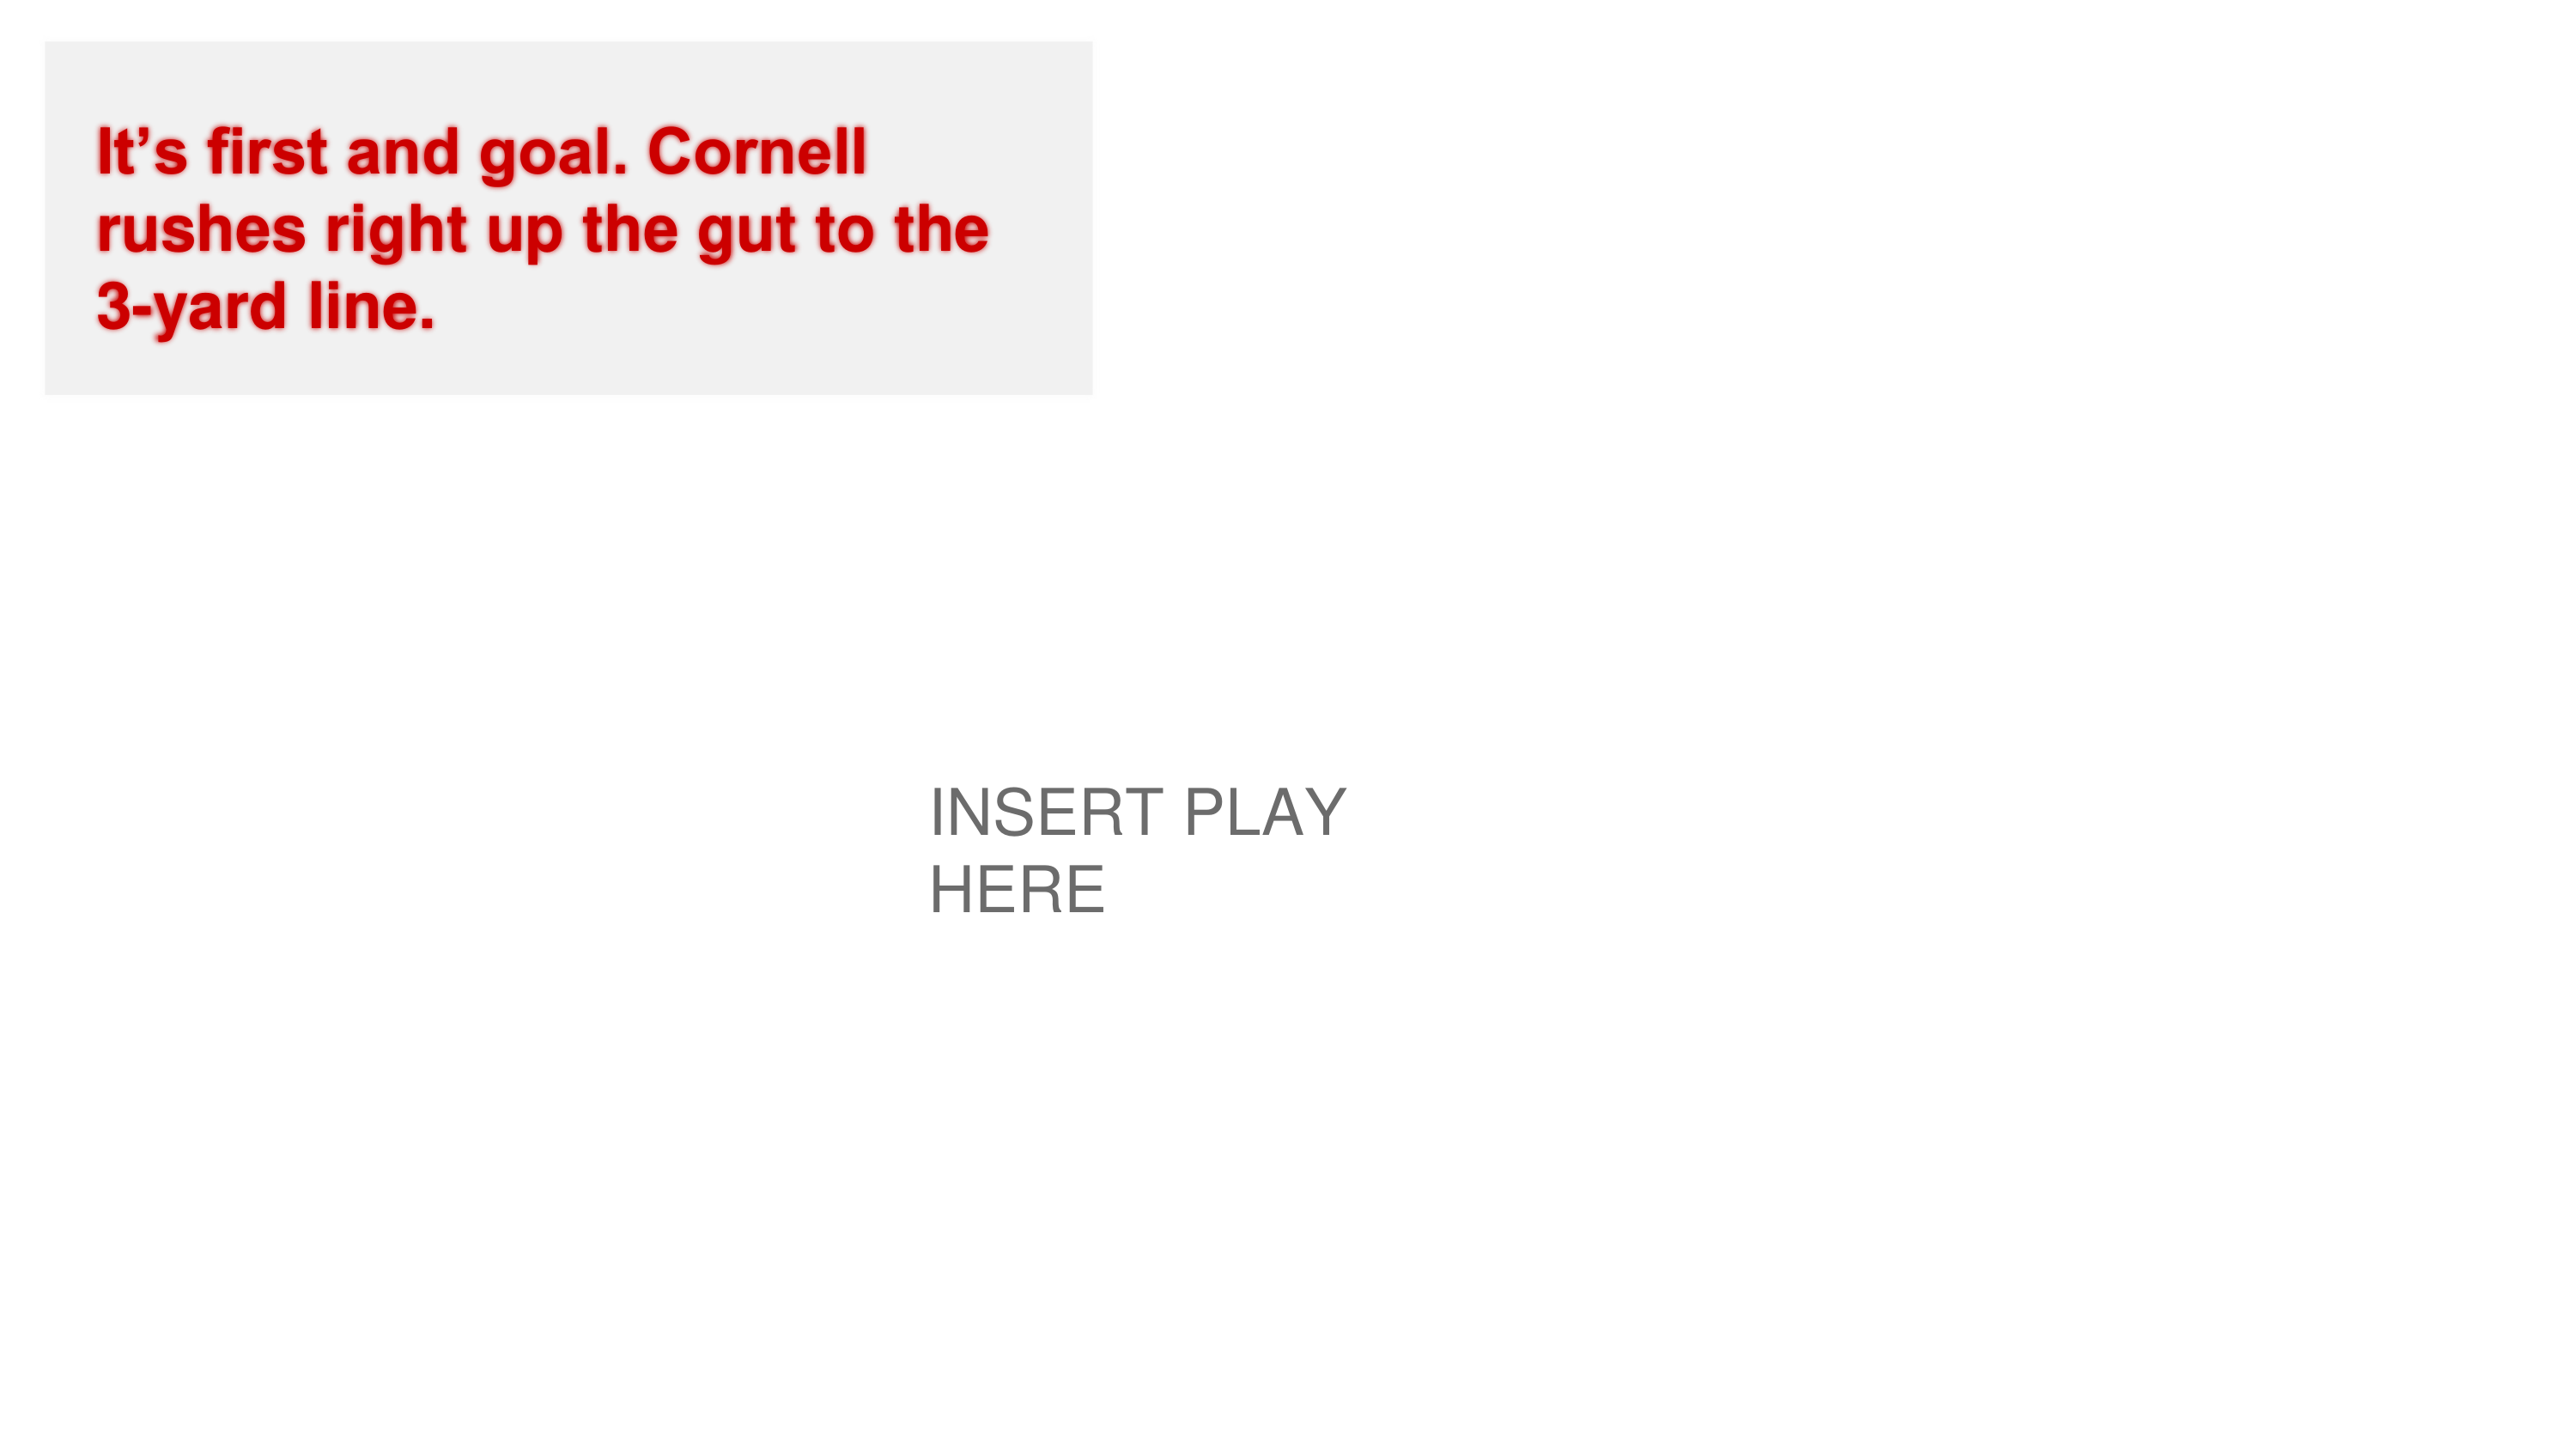 It’s first and goal. Cornell
rushes right up the gut to the
3-yard line.
INSERT PLAY
HERE